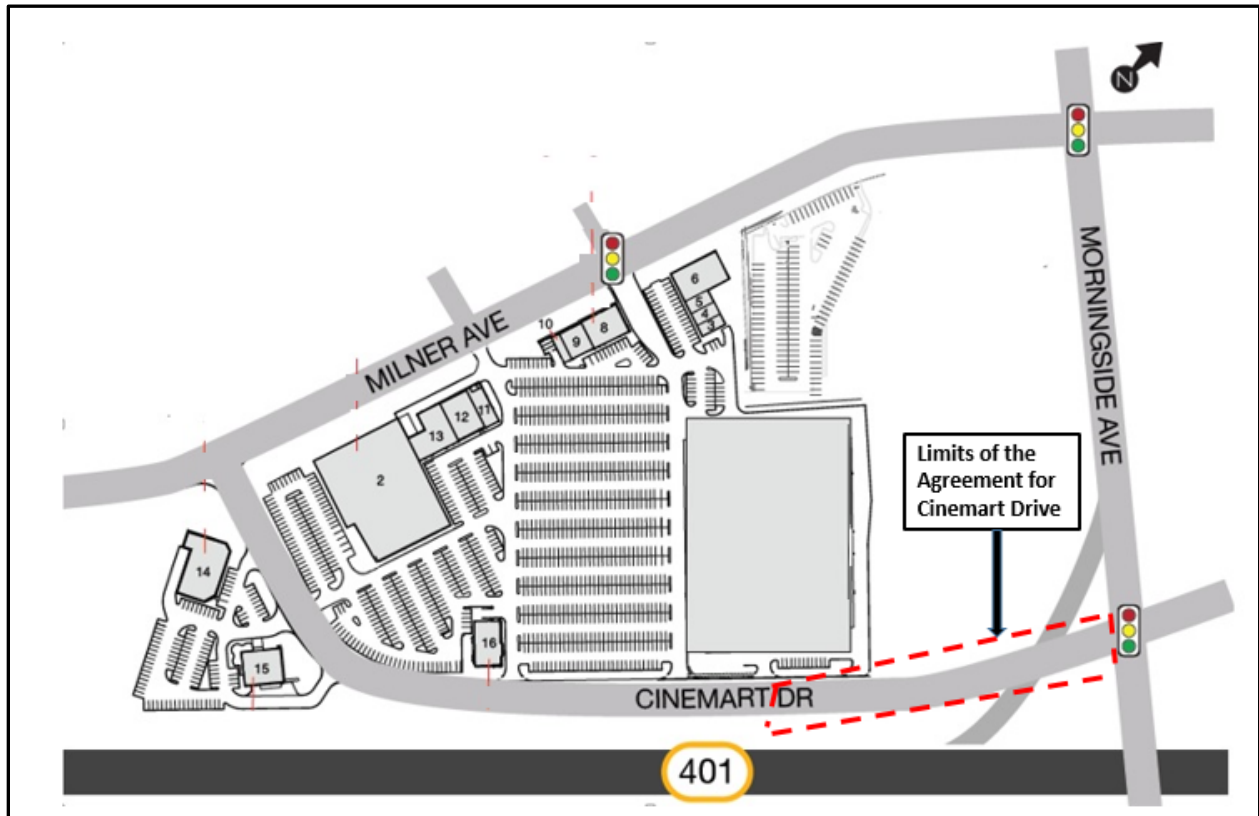 N
MILNER AVE
MORNINGSIDE AVE
6
5
4
3
10
9
8
11
12
13
2
Limits of the
Agreement for
Cinemart Drive
14
15
16
CINEMART DR
401